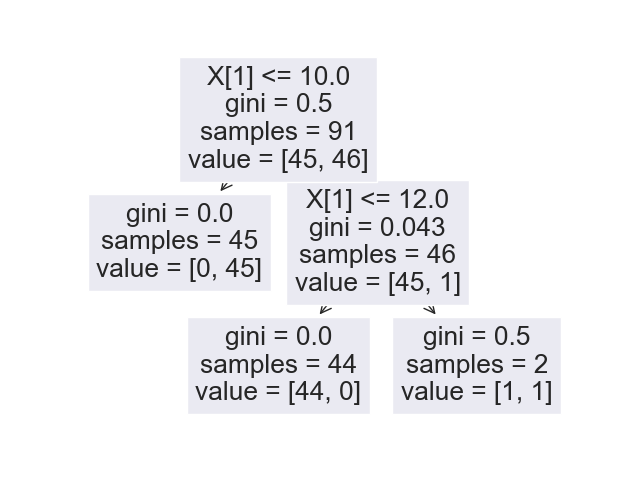 X[1] <= 10.0
gini = 0.5
samples = 91
value = [45, 46]
gini = 0.0
samples = 45
value = [0, 45]
X[1] <= 12.0
gini = 0.043
samples = 46
value = [45, 1]
gini = 0.0
samples = 44
value = [44, 0]
gini = 0.5
samples = 2
value = [1, 1]